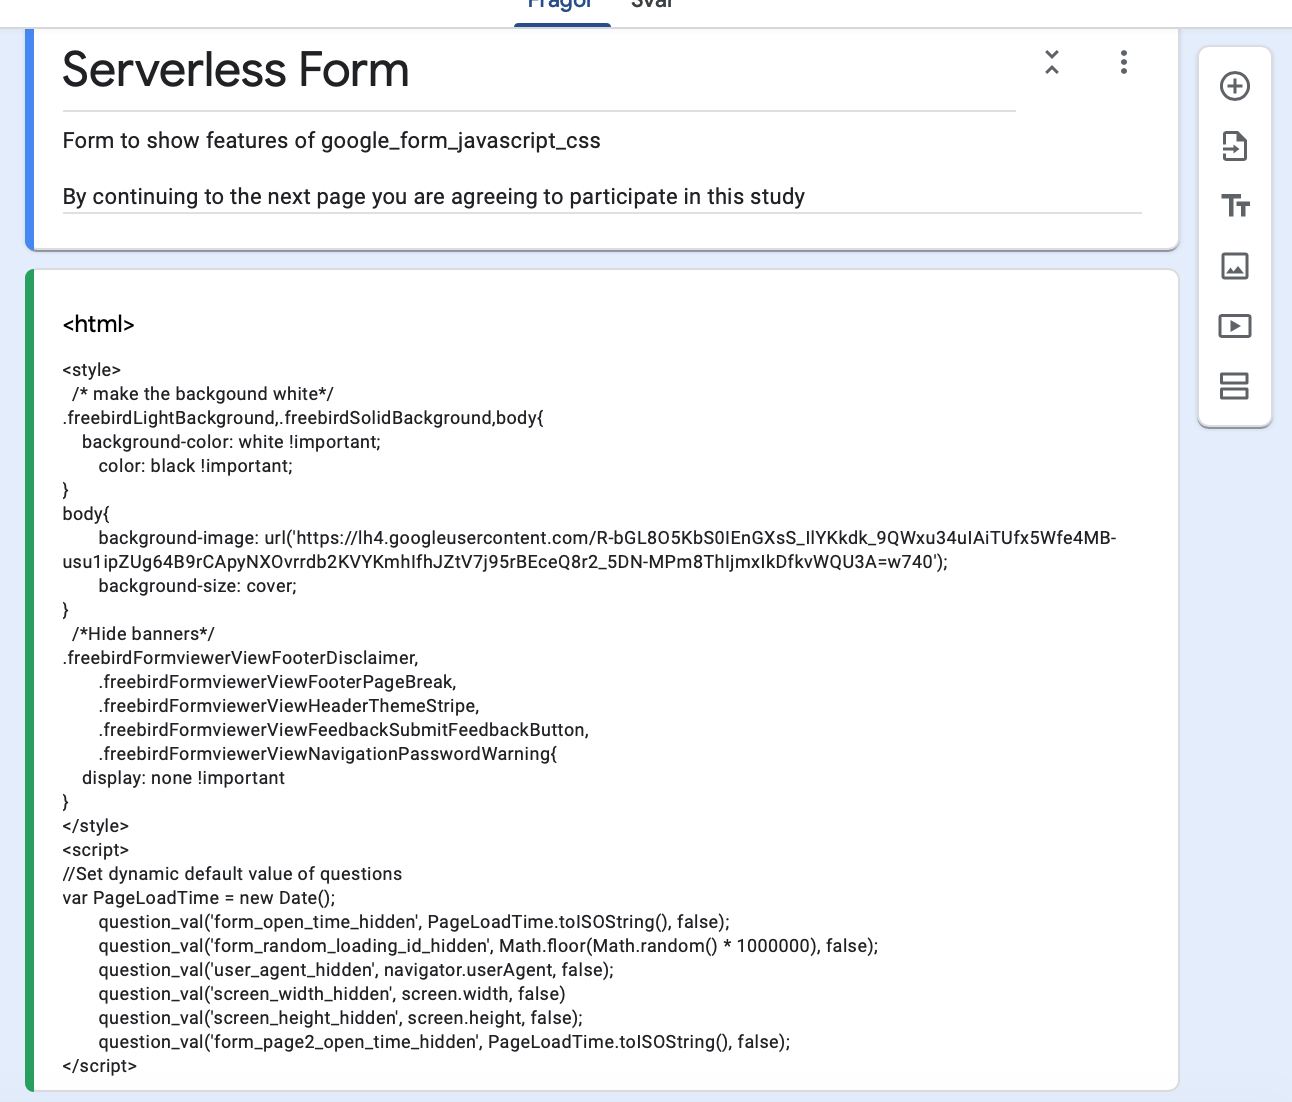 Frågor Svar
Serverless Form
Form to show features of google_form_javascript_css
By continuing to the next page you are agreeing to participate in this study
<html>
<style>
/* make the backgound white*/
.freebirdLightBackground,.freebirdSolidBackground,body{
background-color: white !important;
color: black !important;
}
body{
background-image: url('https://lh4.googleusercontent.com/R-bGL8O5KbS0IEnGXsS_IlYKkdk_9QWxu34uIAiTUfx5Wfe4MB-
usu1ipZUg64B9rCApyNXOvrrdb2KVYKmhIfhJZtV7j95rBEceQ8r2_5DN-MPm8ThIjmxIkDfkvWQU3A=w740');
background-size: cover;
}
/*Hide banners*/
.freebirdFormviewerViewFooterDisclaimer,
.freebirdFormviewerViewFooterPageBreak,
.freebirdFormviewerViewHeaderThemeStripe,
.freebirdFormviewerViewFeedbackSubmitFeedbackButton,
.freebirdFormviewerViewNavigationPasswordWarning{
display: none !important
}
</style>
<script>
//Set dynamic default value of questions
var PageLoadTime = new Date();
question_val('form_open_time_hidden', PageLoadTime.toISOString(), false);
question_val('form_random_loading_id_hidden', Math.floor(Math.random() * 1000000), false);
question_val('user_agent_hidden', navigator.userAgent, false);
question_val('screen_width_hidden', screen.width, false)
question_val('screen_height_hidden', screen.height, false);
question_val('form_page2_open_time_hidden', PageLoadTime.toISOString(), false);
</script>